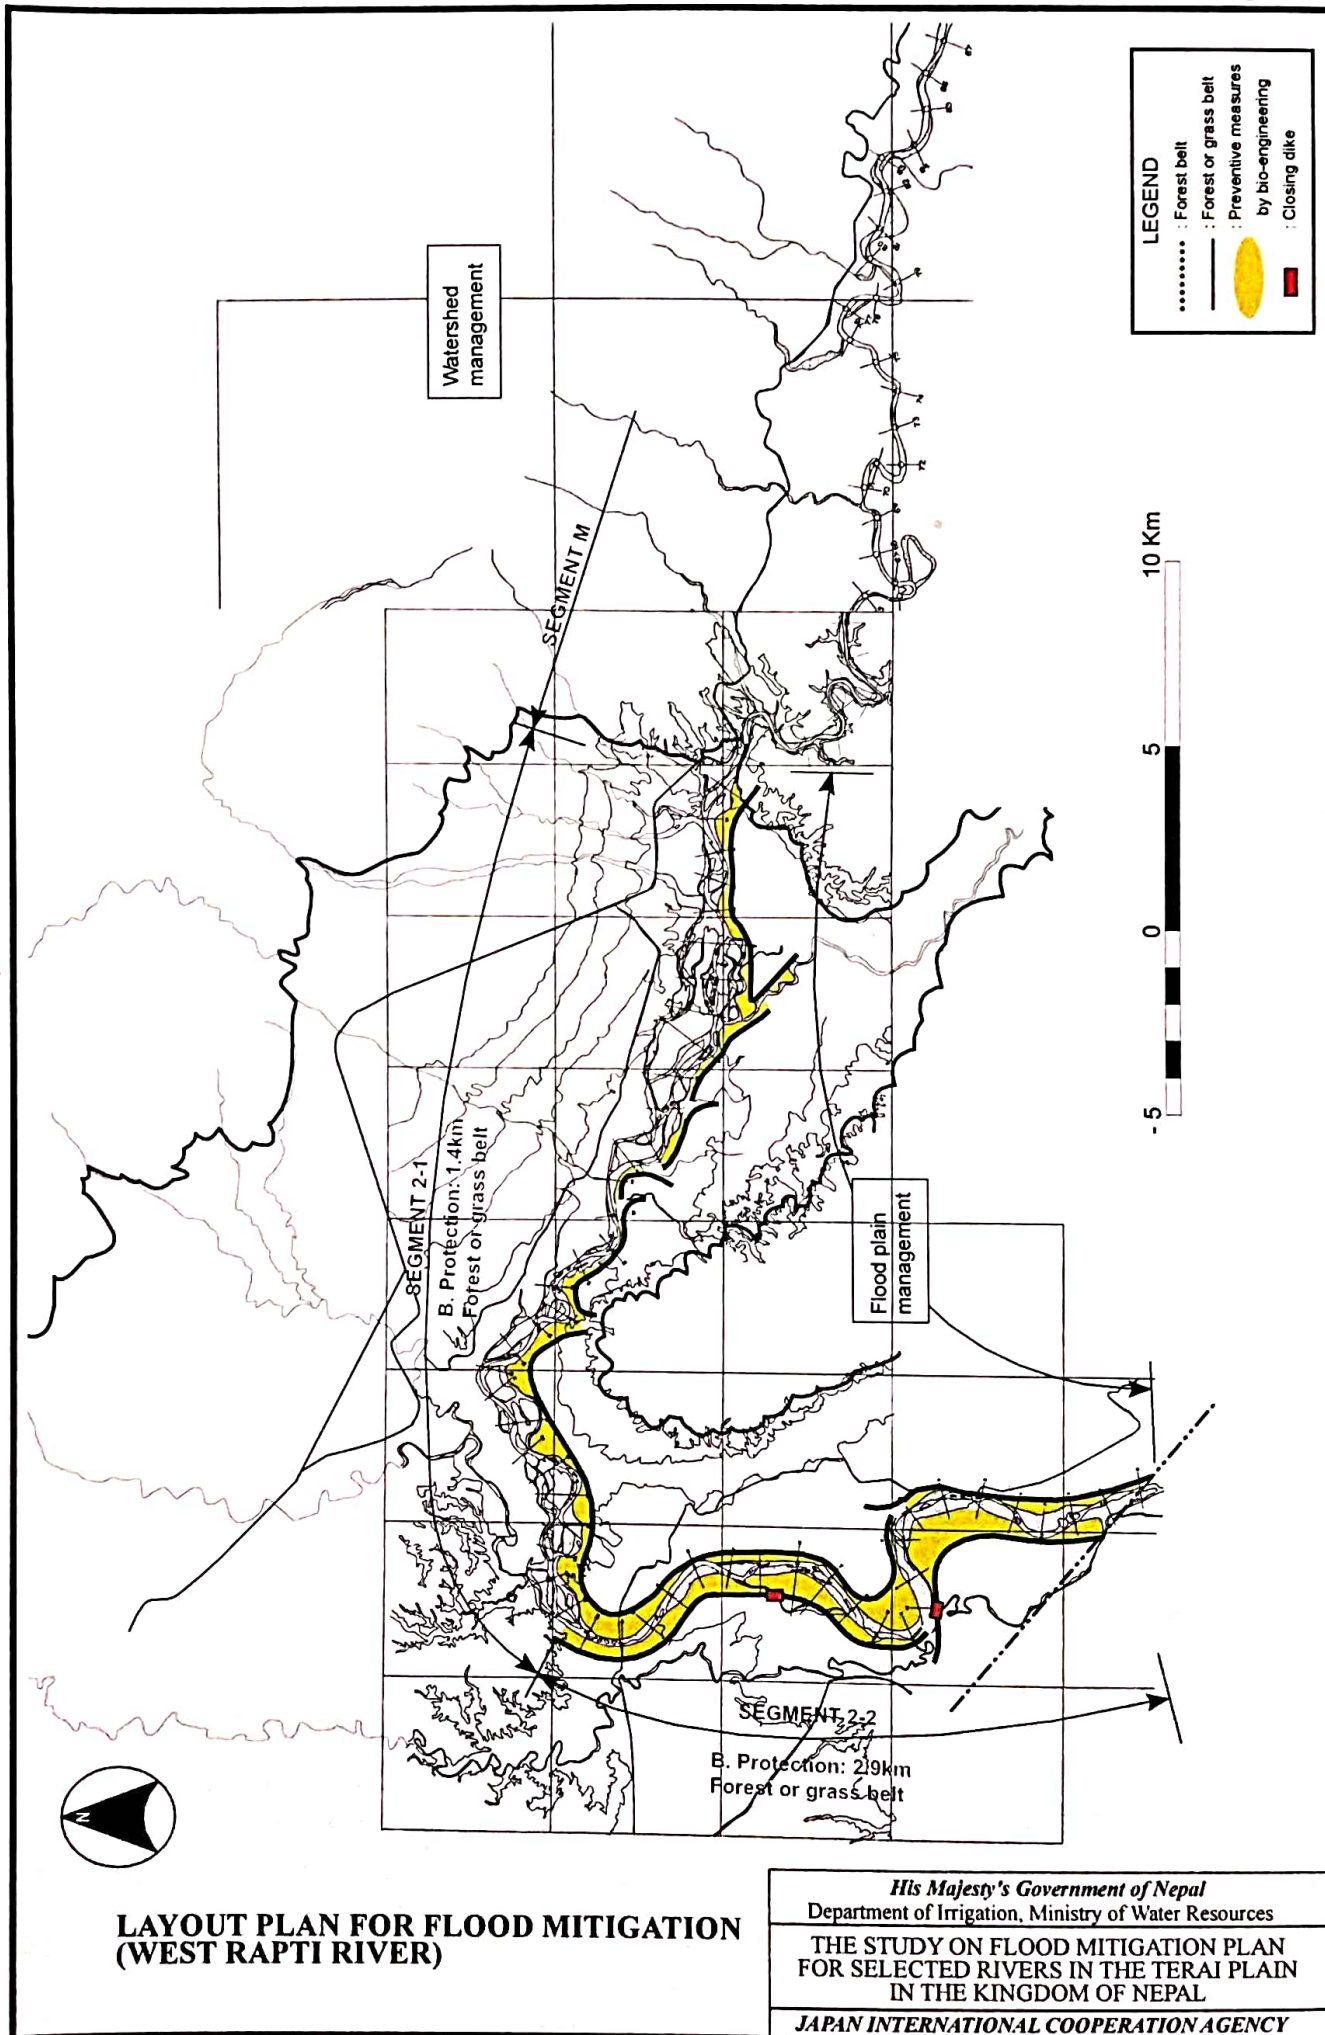 LEGEND
: Forest belt
: Forest or grass belt
: Preventive measures
by bio-engineering
: Closing dike
Watershed
management
SEGMENT M
SEGMENT 2-1
B. Protection: 1.4km
Forest or grass belt
Flood plain
management
SEGMENT 2-2
B. Protection: 2.9km
Forest or grass belt
- 5
0
5
10 Km
N
LAYOUT PLAN FOR FLOOD MITIGATION
(WEST RAPTI RIVER)
His Majesty's Government of Nepal
Department of Irrigation, Ministry of Water Resources
THE STUDY ON FLOOD MITIGATION PLAN
FOR SELECTED RIVERS IN THE TERAI PLAIN
IN THE KINGDOM OF NEPAL
JAPAN INTERNATIONAL COOPERATION AGENCY